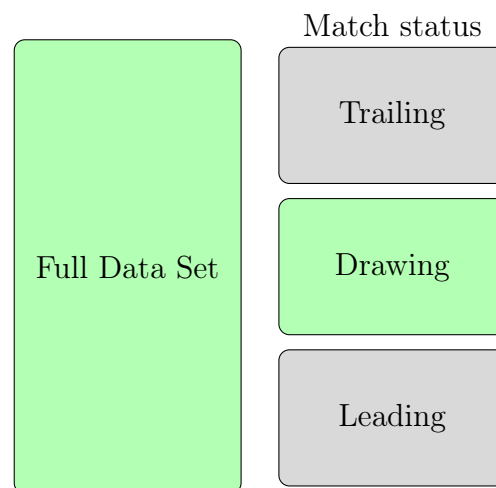 Match status
Trailing
Full Data Set
Drawing
Leading